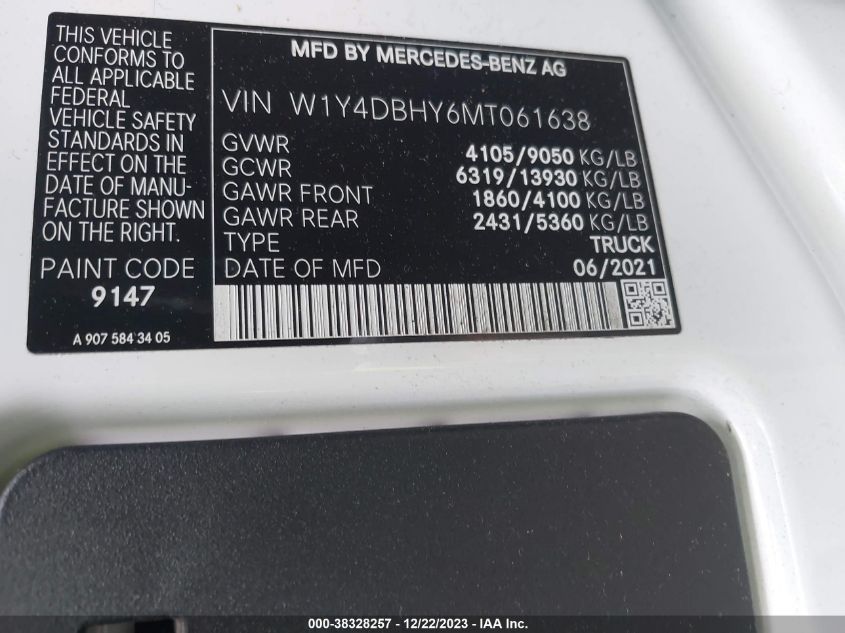 THIS VEHICLE
CONFORMS TO
ALL APPLICABLE
FEDERAL
VEHICLE SAFETY
STANDARDS IN
EFFECT ON THE
DATE OF MANU-
FACTURE SHOWN
ON THE RIGHT.
PAINT CODE
9147
A 907 584 34 05
MFD BY MERCEDES-BENZ AG
VIN W1Y4DBHY6MT061638
GVWR 4105/9050 KG/LB
GCWR 6319/13930 KG/LB
GAWR FRONT 1860/4100 KG/LB
GAWR REAR 2431/5360 KG/LB
TYPE TRUCK
DATE OF MFD 06/2021
000-38328257 - 12/22/2023 - IAA Inc.